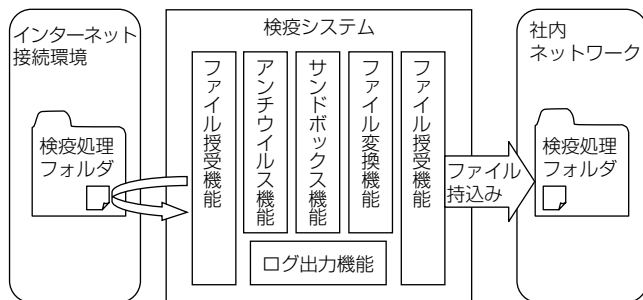 インターネット
接続環境
検疫処理
フォルダ
検疫システム
ファイル授受機能
アンチウイルス機能
サンドボックス機能
ファイル変換機能
ファイル授受機能
ログ出力機能
ファイル
持込み
社内
ネットワーク
検疫処理
フォルダ